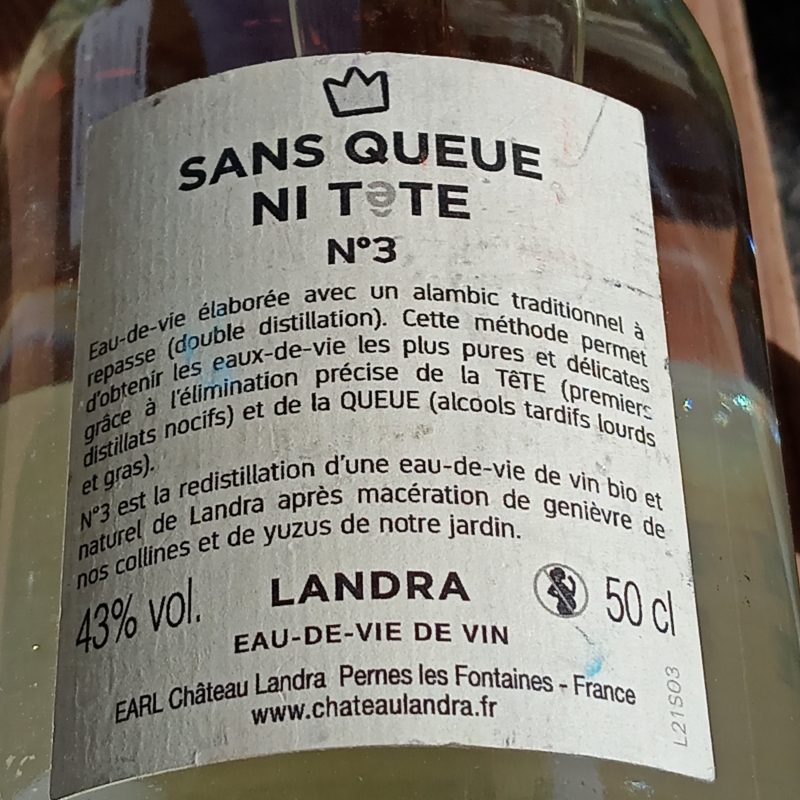 SANS QUEUE
NI TêTE
N°3
Eau-de-vie élaborée avec un alambic traditionnel à
repasse (double distillation). Cette méthode permet
d'obtenir les eaux-de-vie les plus pures et délicates
grâce à l'élimination précise de la TêTE (premiers
distillats nocifs) et de la QUEUE (alcools tardifs lourds
et gras).
N°3 est la redistillation d'une eau-de-vie de vin bio et
naturel de Landra après macération de genièvre de
nos collines et de yuzus de notre jardin.
43% vol. LANDRA 50 cl
EAU-DE-VIE DE VIN
EARL Château Landra Pernes les Fontaines - France
www.chateaulandra.fr
L21S03